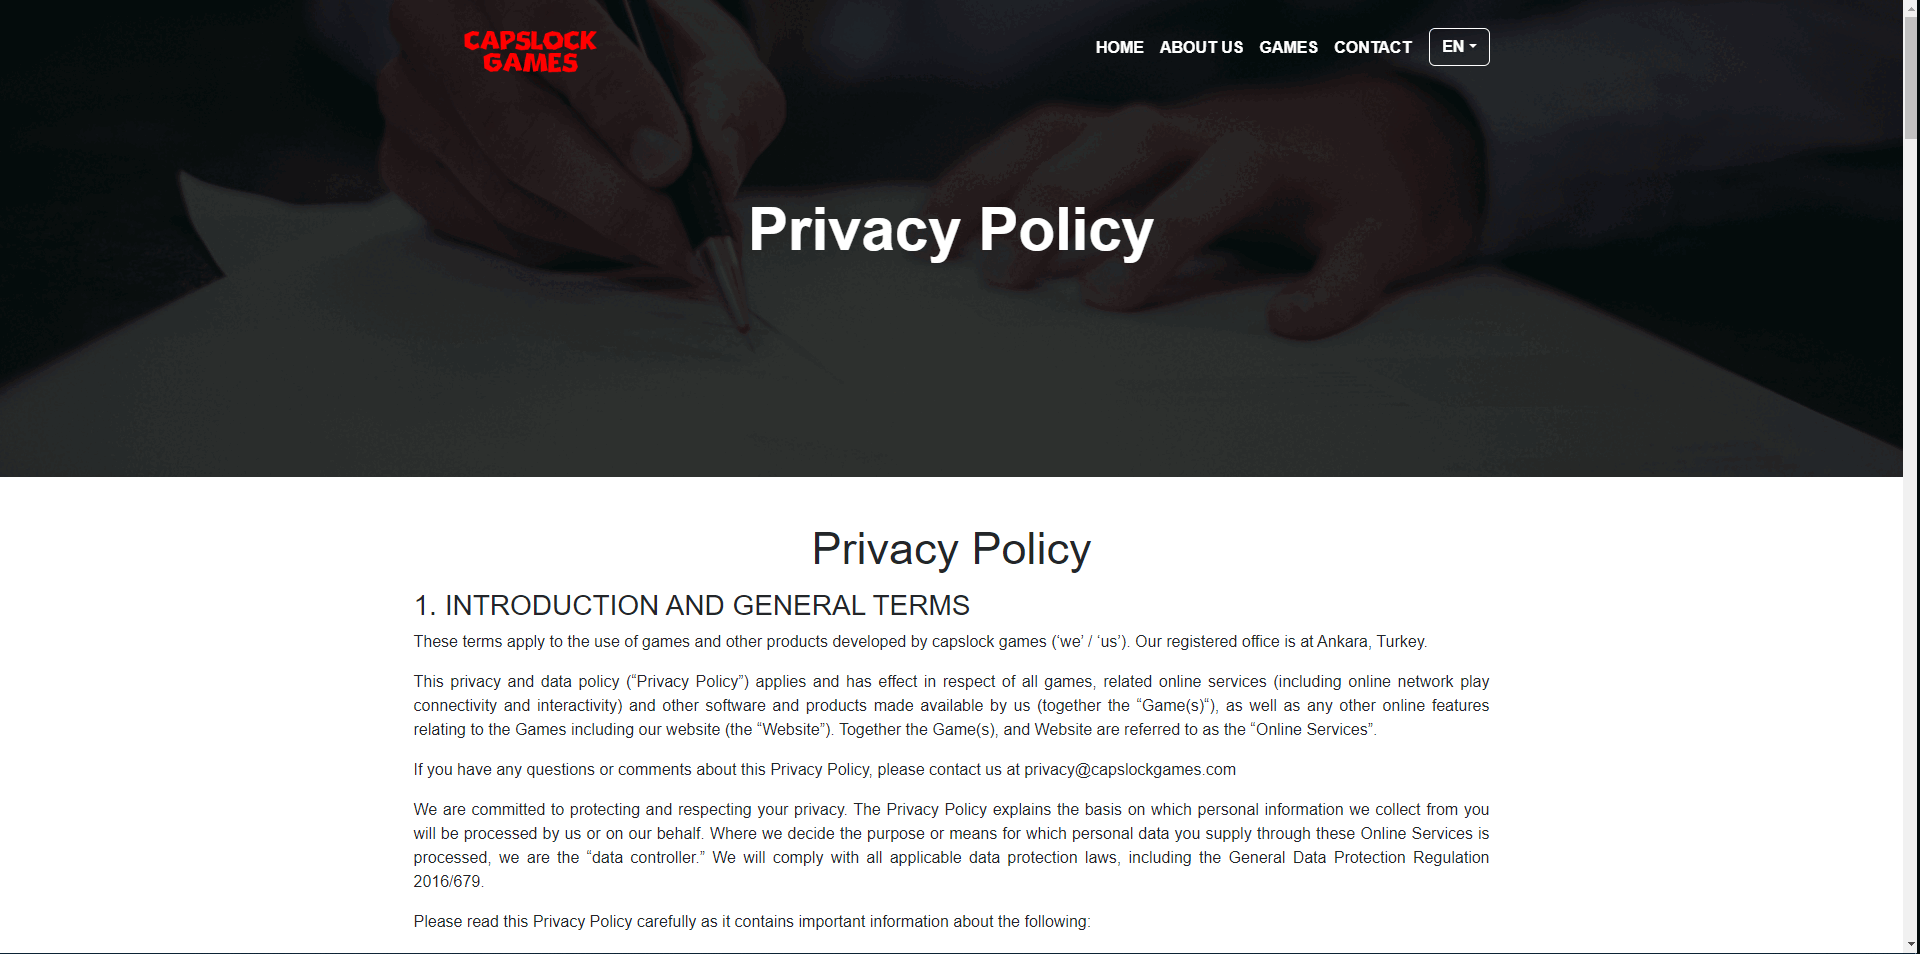 CAPSLOCK
GAMES
HOME ABOUT US GAMES CONTACT EN
Privacy Policy
Privacy Policy
1. INTRODUCTION AND GENERAL TERMS
These terms apply to the use of games and other products developed by capslock games (‘we’ / ‘us’). Our registered office is at Ankara, Turkey.
This privacy and data policy (“Privacy Policy”) applies and has effect in respect of all games, related online services (including online network play
connectivity and interactivity) and other software and products made available by us (together the “Game(s)“), as well as any other online features
relating to the Games including our website (the “Website”). Together the Game(s), and Website are referred to as the “Online Services”.
If you have any questions or comments about this Privacy Policy, please contact us at privacy@capslockgames.com
We are committed to protecting and respecting your privacy. The Privacy Policy explains the basis on which personal information we collect from you
will be processed by us or on our behalf. Where we decide the purpose or means for which personal data you supply through these Online Services is
processed, we are the “data controller.” We will comply with all applicable data protection laws, including the General Data Protection Regulation
2016/679.
Please read this Privacy Policy carefully as it contains important information about the following: